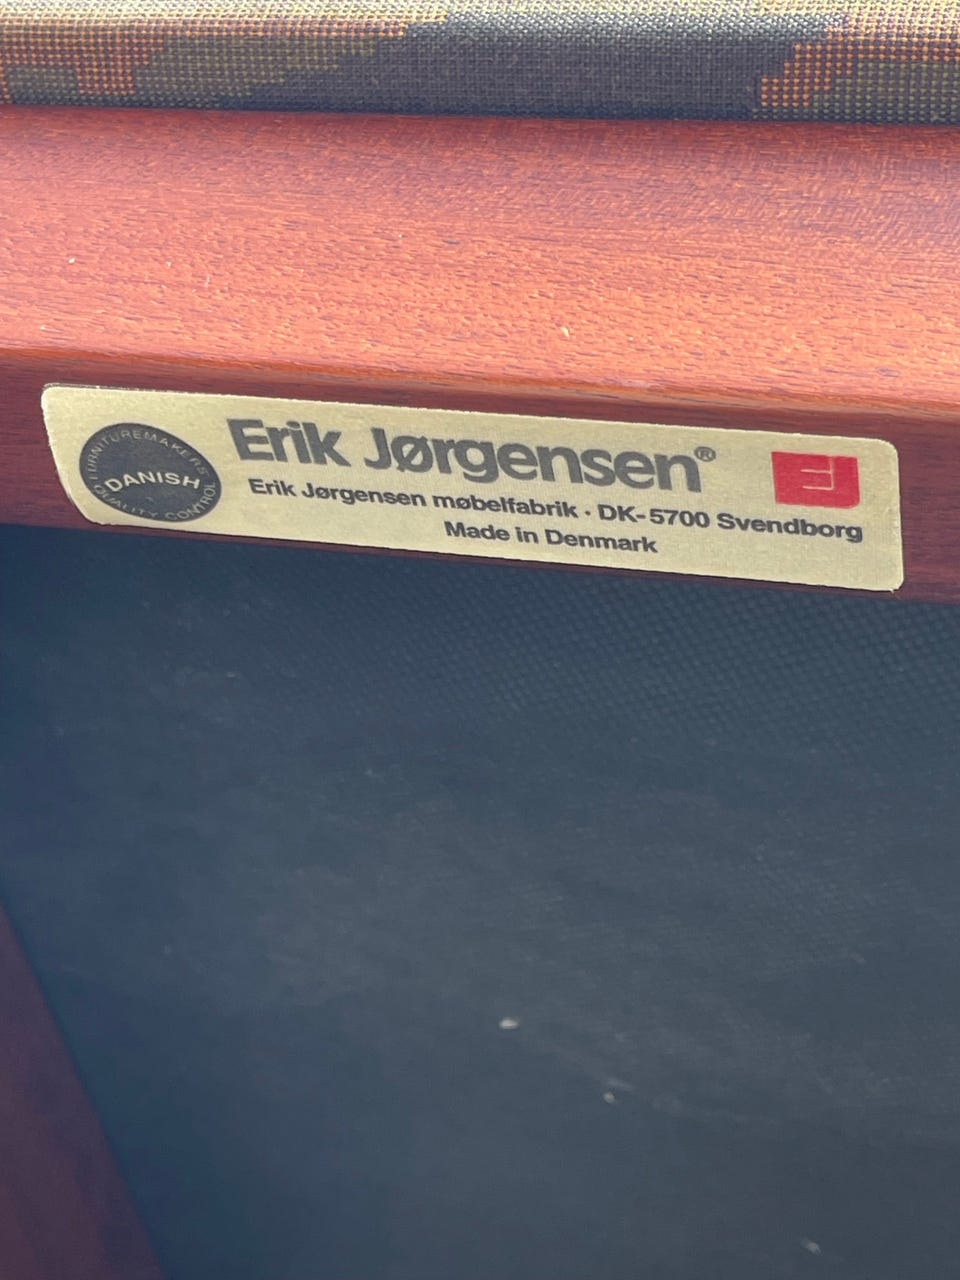 FURNITUREMAKERS'
DANISH
QUALITY CONTROL
Erik Jørgensen®
Erik Jørgensen møbelfabrik · DK-5700 Svendborg
Made in Denmark